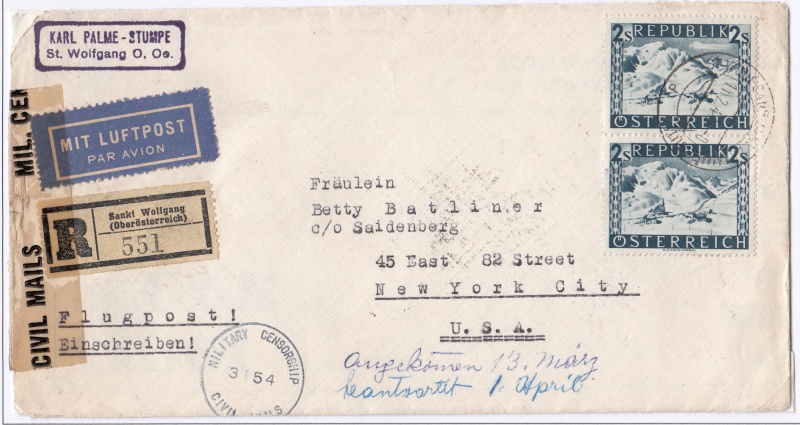 KARL PALME-STUMPE
St. Wolfgang O. Oe.
MIL. CEN
CIVIL MAILS
MIT LUFTPOST
PAR AVION
R
Sankt Wolfgang
(Oberösterreich)
551
2s REPUBLIK 2s
ÖSTERREICH
2s REPUBLIK 2s
ÖSTERREICH
Fräulein
Betty Batliner
c/o Saidenberg
45 East 82 Street
New York City
U.S.A.
Flugpost!
Einschreiben!
MILITARY CENSORSHIP
3154
CIVIL MAILS
Angekomen 13. März
beantwortet 1. April